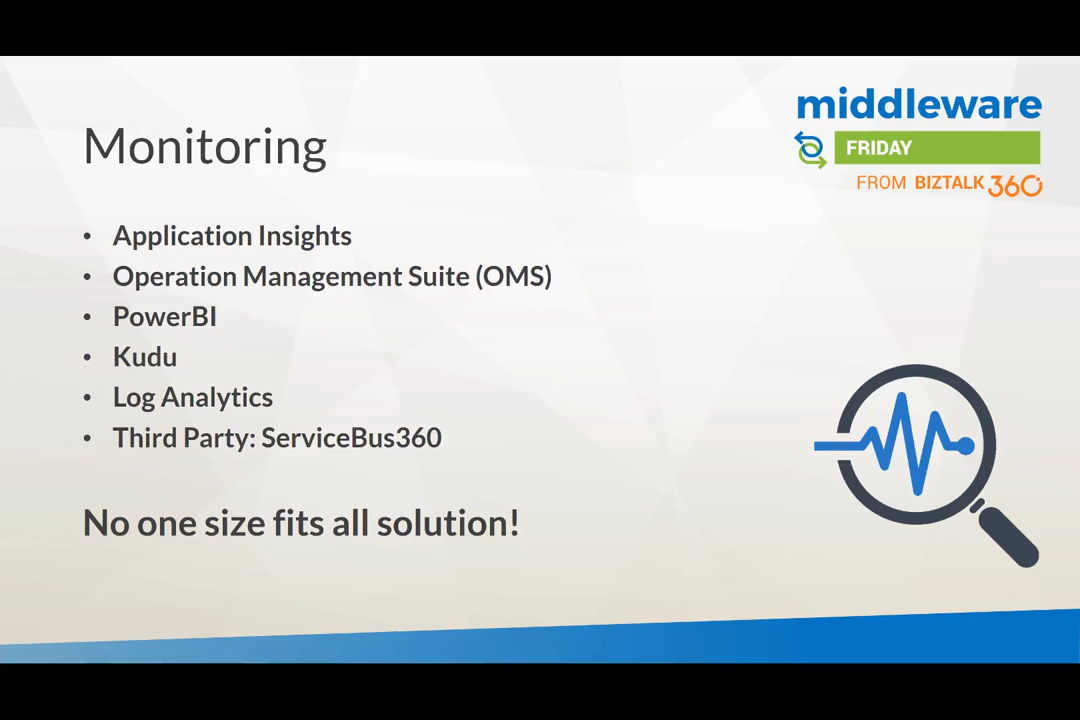 middleware
FRIDAY
FROM BIZTALK 360
Monitoring
• Application Insights
• Operation Management Suite (OMS)
• PowerBI
• Kudu
• Log Analytics
• Third Party: ServiceBus360
No one size fits all solution!